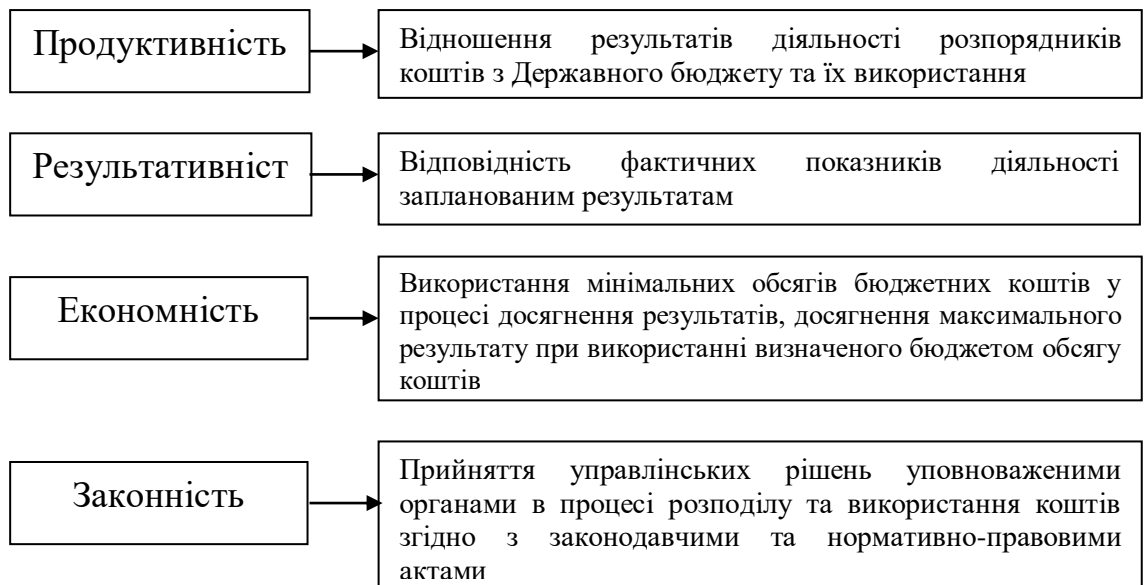 Продуктивність
Відношення результатів діяльності розпорядників
коштів з Державного бюджету та їх використання
Результативніст
Відповідність фактичних показників діяльності
запланованим результатам
Економність
Використання мінімальних обсягів бюджетних коштів у
процесі досягнення результатів, досягнення максимального
результату при використанні визначеного бюджетом обсягу
коштів
Законність
Прийняття управлінських рішень уповноваженими
органами в процесі розподілу та використання коштів
згідно з законодавчими та нормативно-правовими
актами